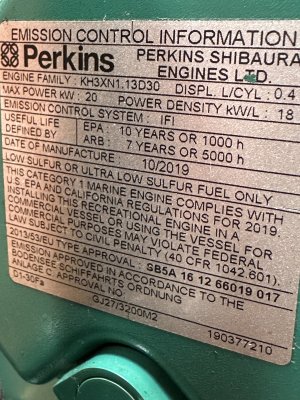 EMISSION CONTROL INFORMATION
Perkins PERKINS SHIBAURA ENGINES LTD.
ENGINE FAMILY : KH3XN1.13D30 DISPL. L/CYL : 0.4
MAX POWER kW : 20 POWER DENSITY kW/L : 18
EMISSION CONTROL SYSTEM : IFI
USEFUL LIFE DEFINED BY EPA : 10 YEARS OR 1000 h
ARB : 7 YEARS OR 5000 h
DATE OF MANUFACTURE : 10/2019
LOW SULFUR OR ULTRA LOW SULFUR FUEL ONLY
THIS CATEGORY 1 MARINE ENGINE COMPLIES WITH
U.S. EPA AND CALIFORNIA REGULATIONS FOR 2019.
INSTALLING THIS RECREATIONAL ENGINE IN A
COMMERCIAL VESSEL OR USING THE VESSEL FOR
COMMERCIAL PURPOSES MAY VIOLATE FEDERAL
LAW SUBJECT TO CIVIL PENALTY (40 CFR 1042.601).
2013/53/EU TYPE APPROVAL : SB5A 16 12 66019 017
EMISSION APPROVED IN ACCORDANCE TO THE
BODENSEE SCHIFFFAHRTS ORDNUNG
ANLAGE C
D1-30Fa
GJ27/3200M2
190377210